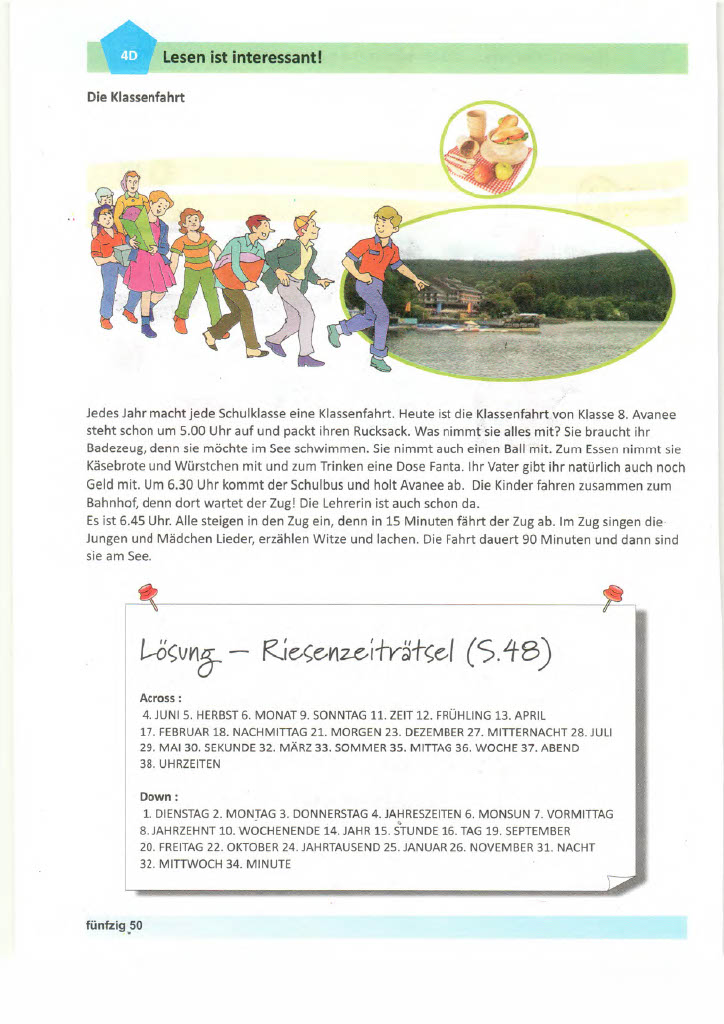 4D
Lesen ist interessant!
Die Klassenfahrt
Jedes Jahr macht jede Schulklasse eine Klassenfahrt. Heute ist die Klassenfahrt von Klasse 8. Avanee
steht schon um 5.00 Uhr auf und packt ihren Rucksack. Was nimmt sie alles mit? Sie braucht ihr
Badezeug, denn sie möchte im See schwimmen. Sie nimmt auch einen Ball mit. Zum Essen nimmt sie
Käsebrote und Würstchen mit und zum Trinken eine Dose Fanta. Ihr Vater gibt ihr natürlich auch noch
Geld mit. Um 6.30 Uhr kommt der Schulbus und holt Avanee ab. Die Kinder fahren zusammen zum
Bahnhof, denn dort wartet der Zug! Die Lehrerin ist auch schon da.
Es ist 6.45 Uhr. Alle steigen in den Zug ein, denn in 15 Minuten fährt der Zug ab. Im Zug singen die
Jungen und Mädchen Lieder, erzählen Witze und lachen. Die Fahrt dauert 90 Minuten und dann sind
sie am See.
Lösung – Riesenzeiträtsel (S.48)
Across :
4. JUNI 5. HERBST 6. MONAT 9. SONNTAG 11. ZEIT 12. FRÜHLING 13. APRIL
17. FEBRUAR 18. NACHMITTAG 21. MORGEN 23. DEZEMBER 27. MITTERNACHT 28. JULI
29. MAI 30. SEKUNDE 32. MÄRZ 33. SOMMER 35. MITTAG 36. WOCHE 37. ABEND
38. UHRZEITEN
Down :
1. DIENSTAG 2. MONTAG 3. DONNERSTAG 4. JAHRESZEITEN 6. MONSUN 7. VORMITTAG
8. JAHRZEHNT 10. WOCHENENDE 14. JAHR 15. STUNDE 16. TAG 19. SEPTEMBER
20. FREITAG 22. OKTOBER 24. JAHRTAUSEND 25. JANUAR 26. NOVEMBER 31. NACHT
32. MITTWOCH 34. MINUTE
fünfzig 50